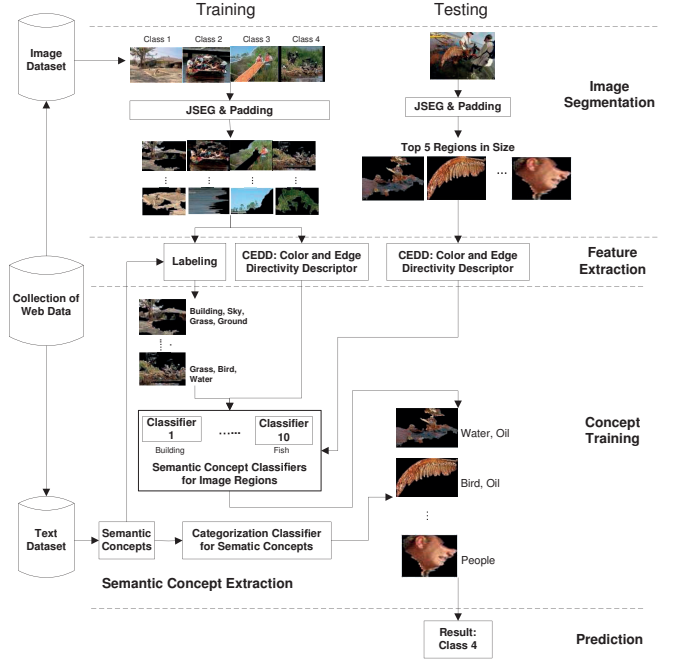 Training
Testing
Image
Dataset
Class 1
Class 2
Class 3
Class 4
JSEG & Padding
JSEG & Padding
Image
Segmentation
Top 5 Regions in Size
...
Labeling
CEDD: Color and Edge
Directivity Descriptor
CEDD: Color and Edge
Directivity Descriptor
Feature
Extraction
Collection of
Web Data
Building, Sky,
Grass, Ground
Grass, Bird,
Water
Classifier
1
......
Classifier
10
Building
Fish
Semantic Concept Classifiers
for Image Regions
Water, Oil
Bird, Oil
People
Concept
Training
Text
Dataset
Semantic
Concepts
Categorization Classifier
for Sematic Concepts
Semantic Concept Extraction
Result:
Class 4
Prediction